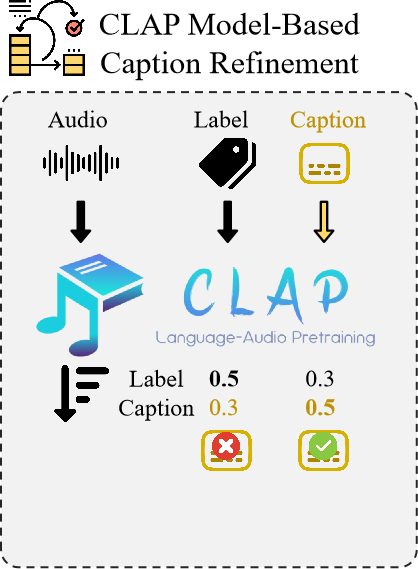 CLAP Model-Based
Caption Refinement
Audio Label Caption
CLAP
Language-Audio Pretraining
Label 0.5 0.3
Caption 0.3 0.5